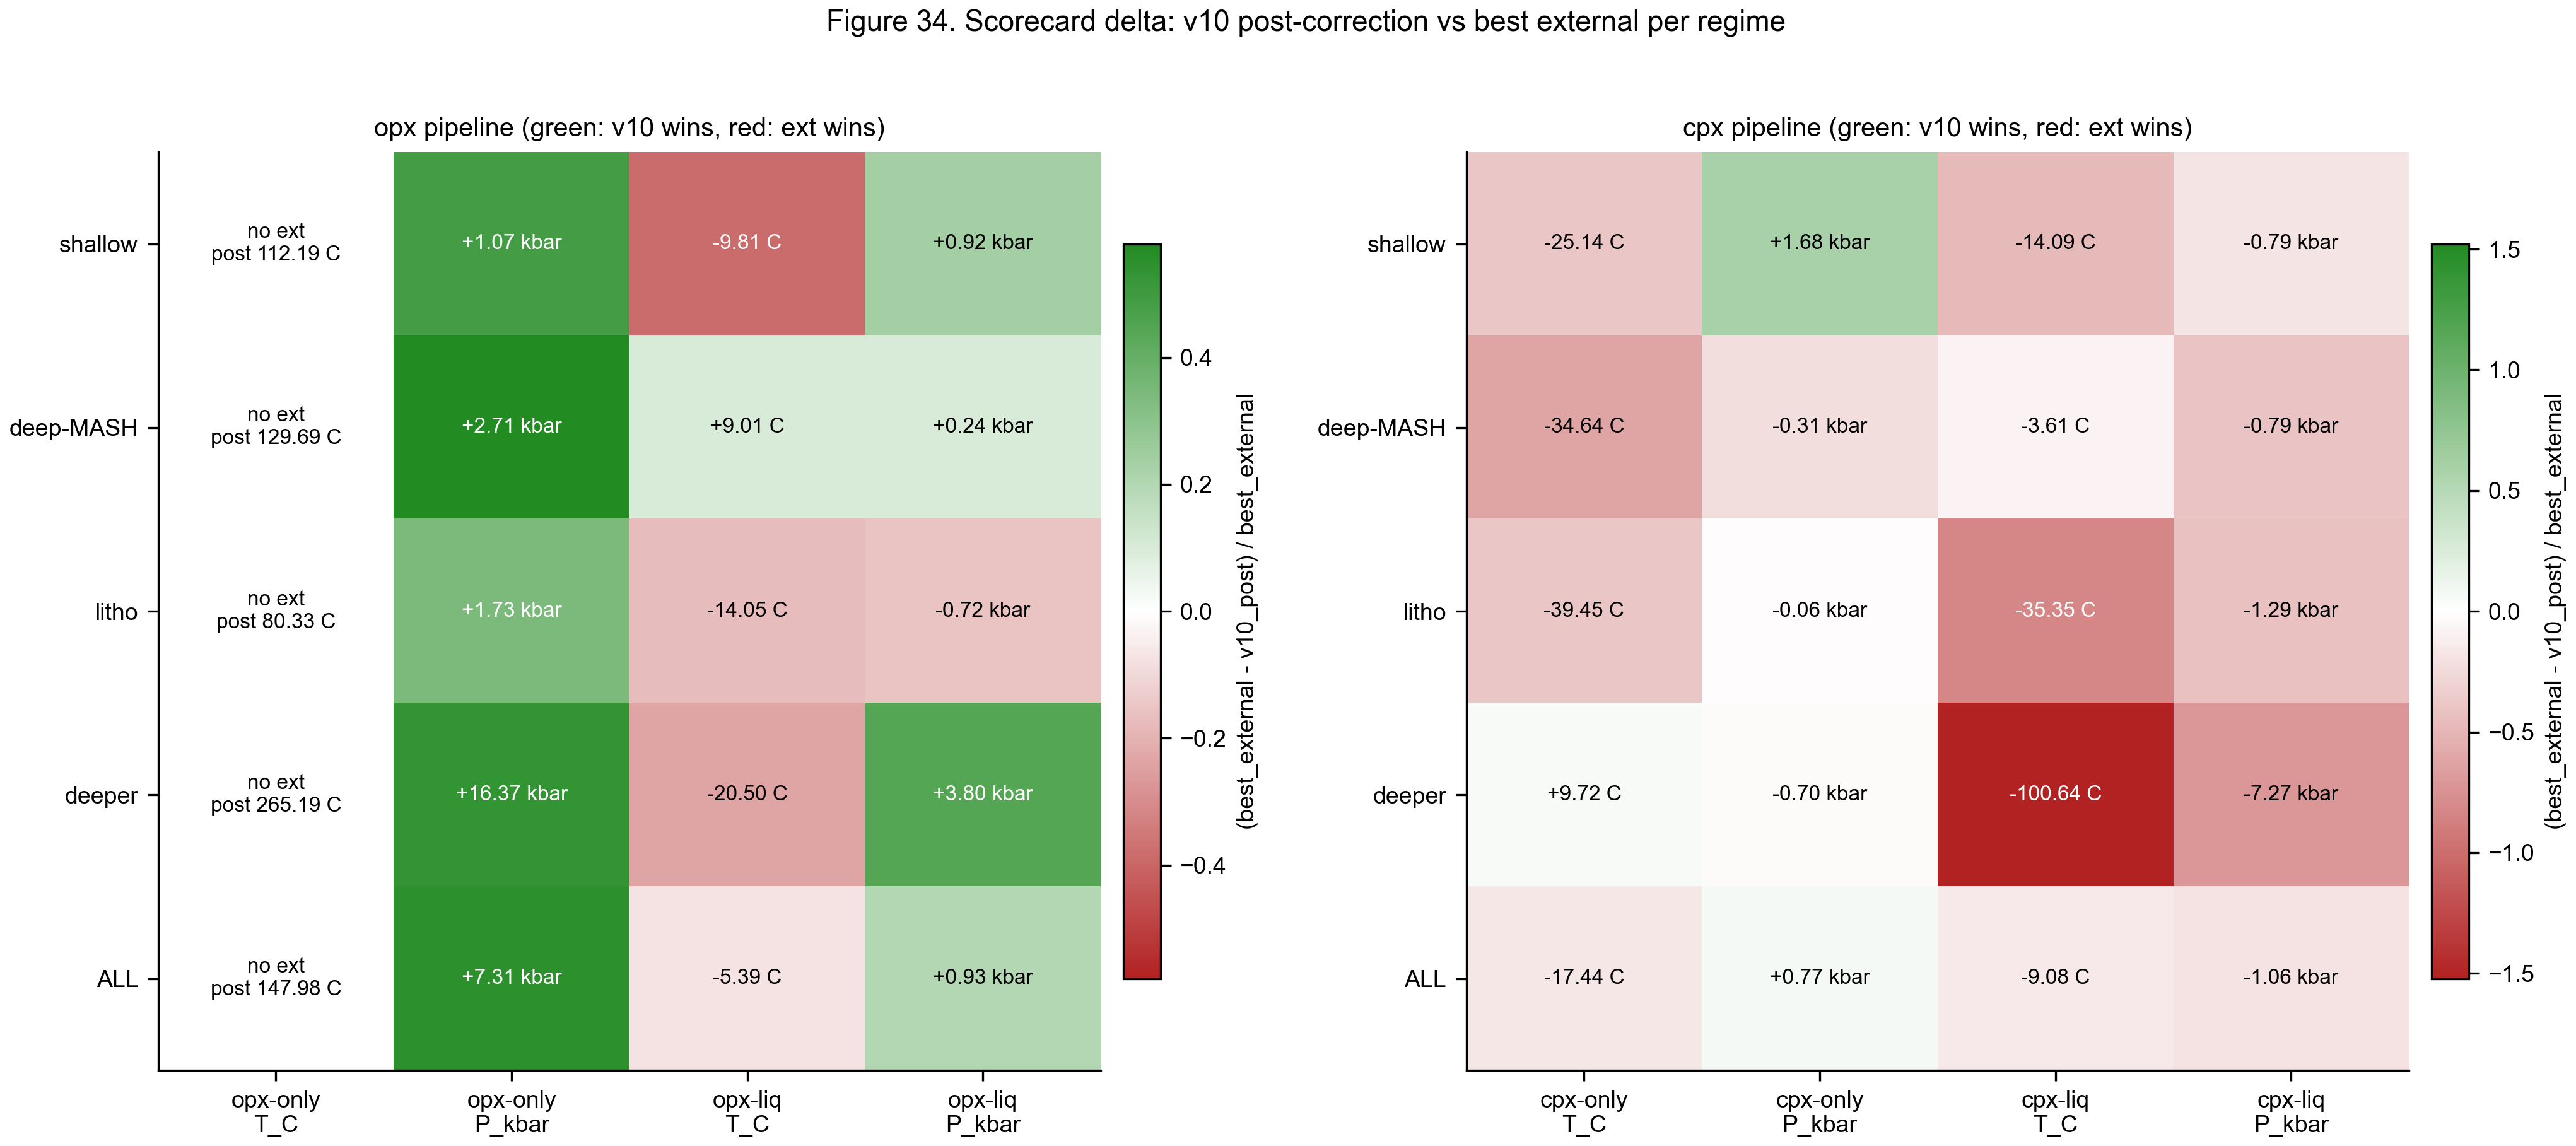 Figure 34. Scorecard delta: v10 post-correction vs best external per regime
opx pipeline (green: v10 wins, red: ext wins)
shallow
no ext
post 112.19 C
+1.07 kbar
-9.81 C
+0.92 kbar
deep-MASH
no ext
post 129.69 C
+2.71 kbar
+9.01 C
+0.24 kbar
litho
no ext
post 80.33 C
+1.73 kbar
-14.05 C
-0.72 kbar
deeper
no ext
post 265.19 C
+16.37 kbar
-20.50 C
+3.80 kbar
ALL
no ext
post 147.98 C
+7.31 kbar
-5.39 C
+0.93 kbar
opx-only
T_C
opx-only
P_kbar
opx-liq
T_C
opx-liq
P_kbar
0.4
0.2
0.0
−0.2
−0.4
(best_external - v10_post) / best_external
cpx pipeline (green: v10 wins, red: ext wins)
shallow
-25.14 C
+1.68 kbar
-14.09 C
-0.79 kbar
deep-MASH
-34.64 C
-0.31 kbar
-3.61 C
-0.79 kbar
litho
-39.45 C
-0.06 kbar
-35.35 C
-1.29 kbar
deeper
+9.72 C
-0.70 kbar
-100.64 C
-7.27 kbar
ALL
-17.44 C
+0.77 kbar
-9.08 C
-1.06 kbar
cpx-only
T_C
cpx-only
P_kbar
cpx-liq
T_C
cpx-liq
P_kbar
1.5
1.0
0.5
0.0
−0.5
−1.0
−1.5
(best_external - v10_post) / best_external